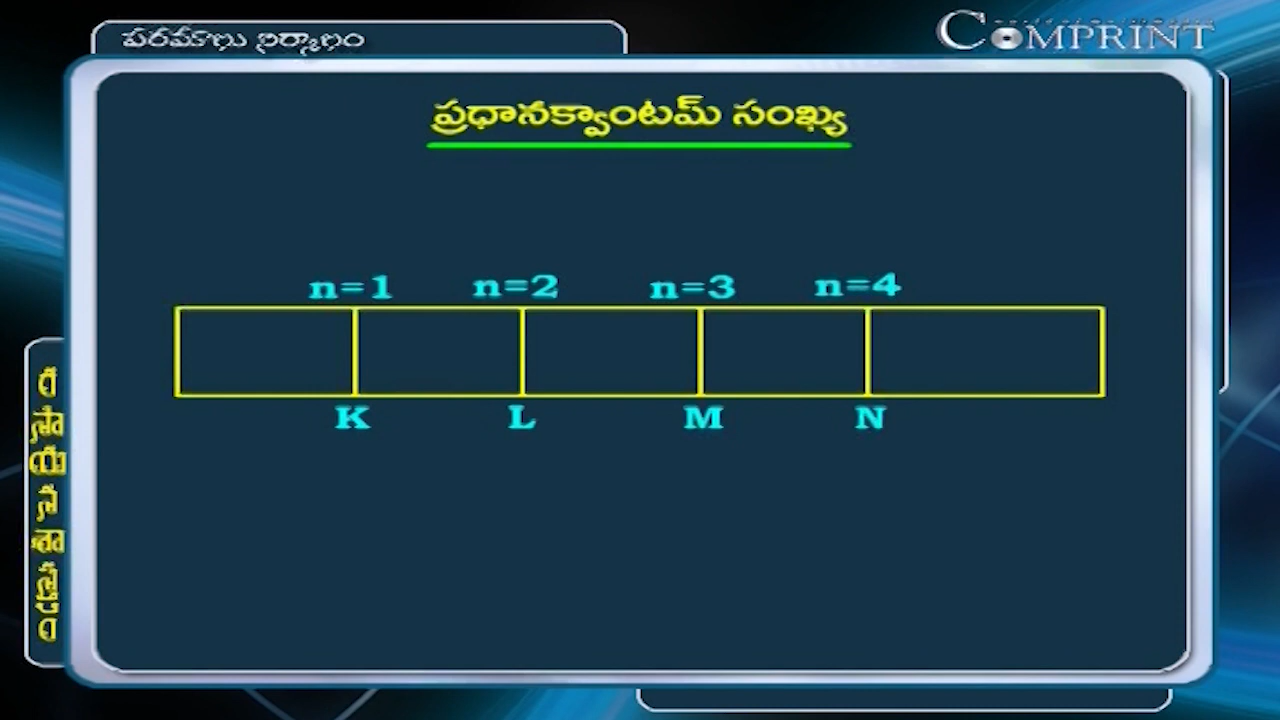 పరమాణు నిర్మాణం
COMPRINT
ప్రధానక్వాంటమ్ సంఖ్య
n=1 n=2 n=3 n=4
K L M N
రసాయన శాస్త్రం